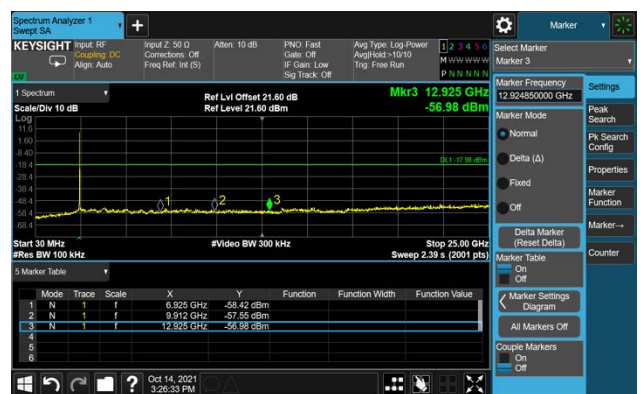 Spectrum Analyzer 1
Swept SA
Marker
KEYSIGHT
Input: RF
Coupling: DC
Align: Auto
Input Z: 50 Ω
Corrections: Off
Freq Ref: Int (S)
Atten: 10 dB
PNO: Fast
Gate: Off
IF Gain: Low
Sig Track: Off
Avg Type: Log-Power
Avg|Hold:>10/10
Trig: Free Run
1 2 3 4 5 6
M W W W W W
P N N N N N
Select Marker
Marker 3
1 Spectrum
Ref Lvl Offset 21.60 dB
Mkr3 12.925 GHz
Scale/Div 10 dB
Ref Level 21.60 dBm
-56.98 dBm
Log
11.6
1.60
-8.40
-18.4
-28.4
-38.4
-48.4
-58.4
-68.4
DL1 -17.98 dBm
1
2
3
Start 30 MHz
#Video BW 300 kHz
Stop 25.00 GHz
#Res BW 100 kHz
Sweep 2.39 s (2001 pts)
5 Marker Table
Mode Trace Scale X Y Function Function Width Function Value
1 N 1 f 6.925 GHz -58.42 dBm
2 N 1 f 9.912 GHz -57.55 dBm
3 N 1 f 12.925 GHz -56.98 dBm
4
5
6
Marker Frequency
12.924850000 GHz
Marker Mode
Normal
Delta (Δ)
Fixed
Off
Delta Marker
(Reset Delta)
Marker Table
On
Off
Marker Settings
Diagram
All Markers Off
Couple Markers
On
Off
Settings
Peak
Search
Pk Search
Config
Properties
Marker
Function
Marker→
Counter
?
Oct 14, 2021
3:26:33 PM